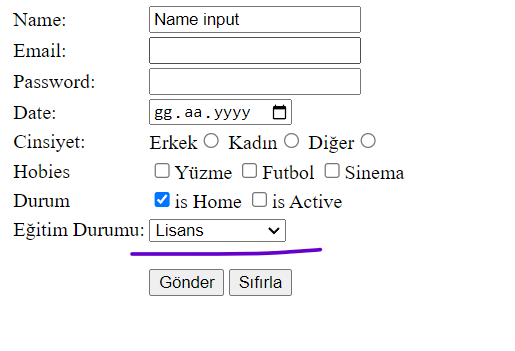 Name: Name input
Email:
Password:
Date: gg.aa.yyyy
Cinsiyet: Erkek Kadın Diğer
Hobies Yüzme Futbol Sinema
Durum is Home is Active
Eğitim Durumu: Lisans
Gönder Sıfırla